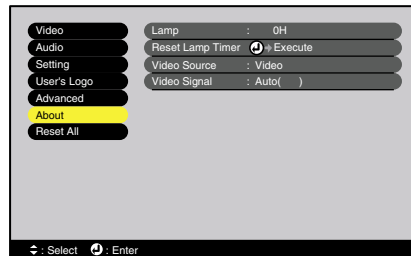 Video
Audio
Setting
User's Logo
Advanced
About
Reset All
Lamp : 0H
Reset Lamp Timer Execute
Video Source : Video
Video Signal : Auto( )
: Select : Enter